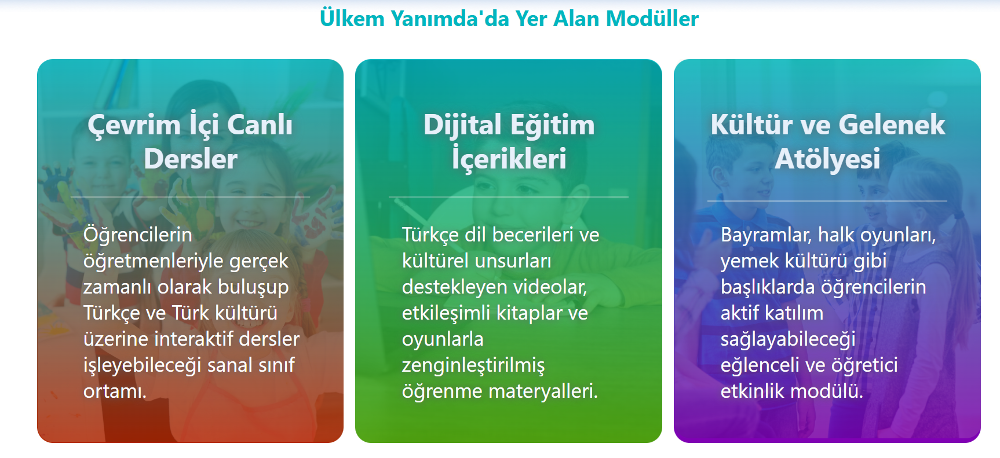 Ülkem Yanımda'da Yer Alan Modüller
Çevrim İçi Canlı
Dersler
Öğrencilerin
öğretmenleriyle gerçek
zamanlı olarak buluşup
Türkçe ve Türk kültürü
üzerine interaktif dersler
işleyebileceği sanal sınıf
ortamı.
Dijital Eğitim
İçerikleri
Türkçe dil becerileri ve
kültürel unsurları
destekleyen videolar,
etkileşimli kitaplar ve
oyunlarla
zenginleştirilmiş
öğrenme materyalleri.
Kültür ve Gelenek
Atölyesi
Bayramlar, halk oyunları,
yemek kültürü gibi
başlıklarda öğrencilerin
aktif katılım
sağlayabileceği
eğlenceli ve öğretici
etkinlik modülü.